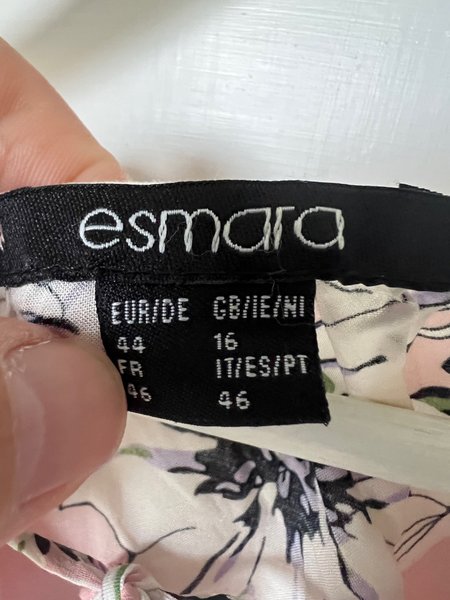 esmara
EUR/DE GB/IE/NI
44 16
FR IT/ES/PT
46 46